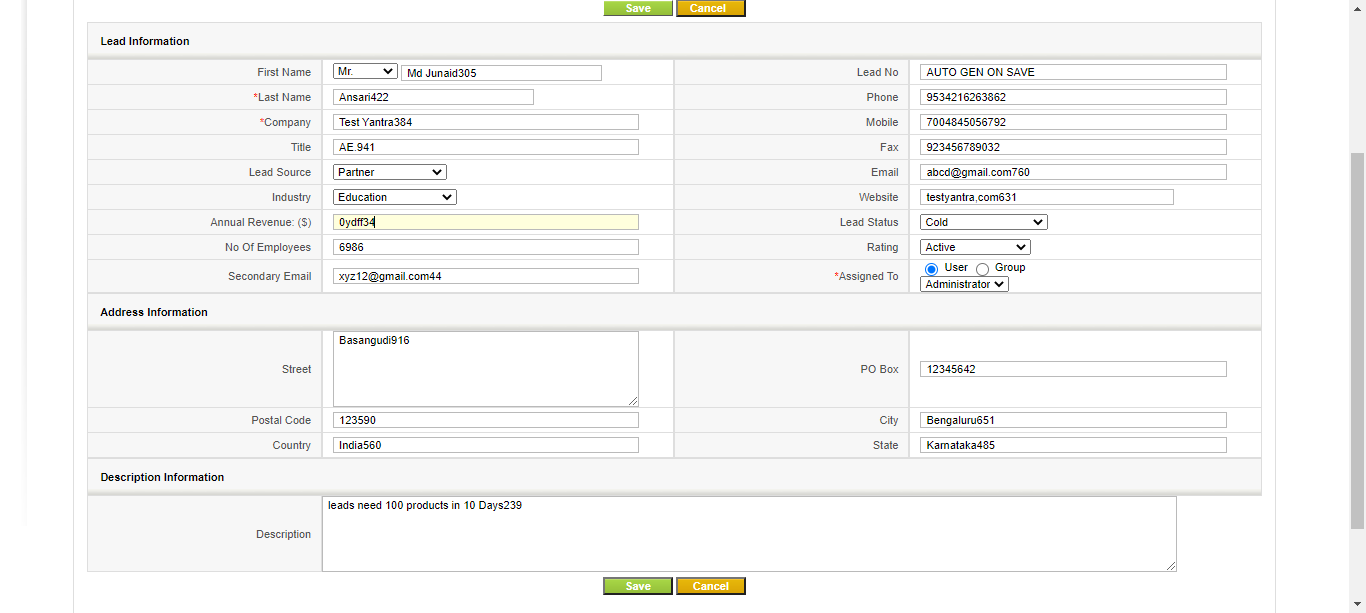 Save Cancel
Lead Information
First Name Mr. Md Junaid305 Lead No AUTO GEN ON SAVE
*Last Name Ansari422 Phone 9534216263862
*Company Test Yantra384 Mobile 7004845056792
Title AE.941 Fax 923456789032
Lead Source Partner Email abcd@gmail.com760
Industry Education Website testyantra,com631
Annual Revenue: ($) 0ydff34 Lead Status Cold
No Of Employees 6986 Rating Active
Secondary Email xyz12@gmail.com44 *Assigned To User Group
Administrator
Address Information
Street Basangudi916 PO Box 12345642
Postal Code 123590 City Bengaluru651
Country India560 State Karnataka485
Description Information
Description leads need 100 products in 10 Days239
Save Cancel